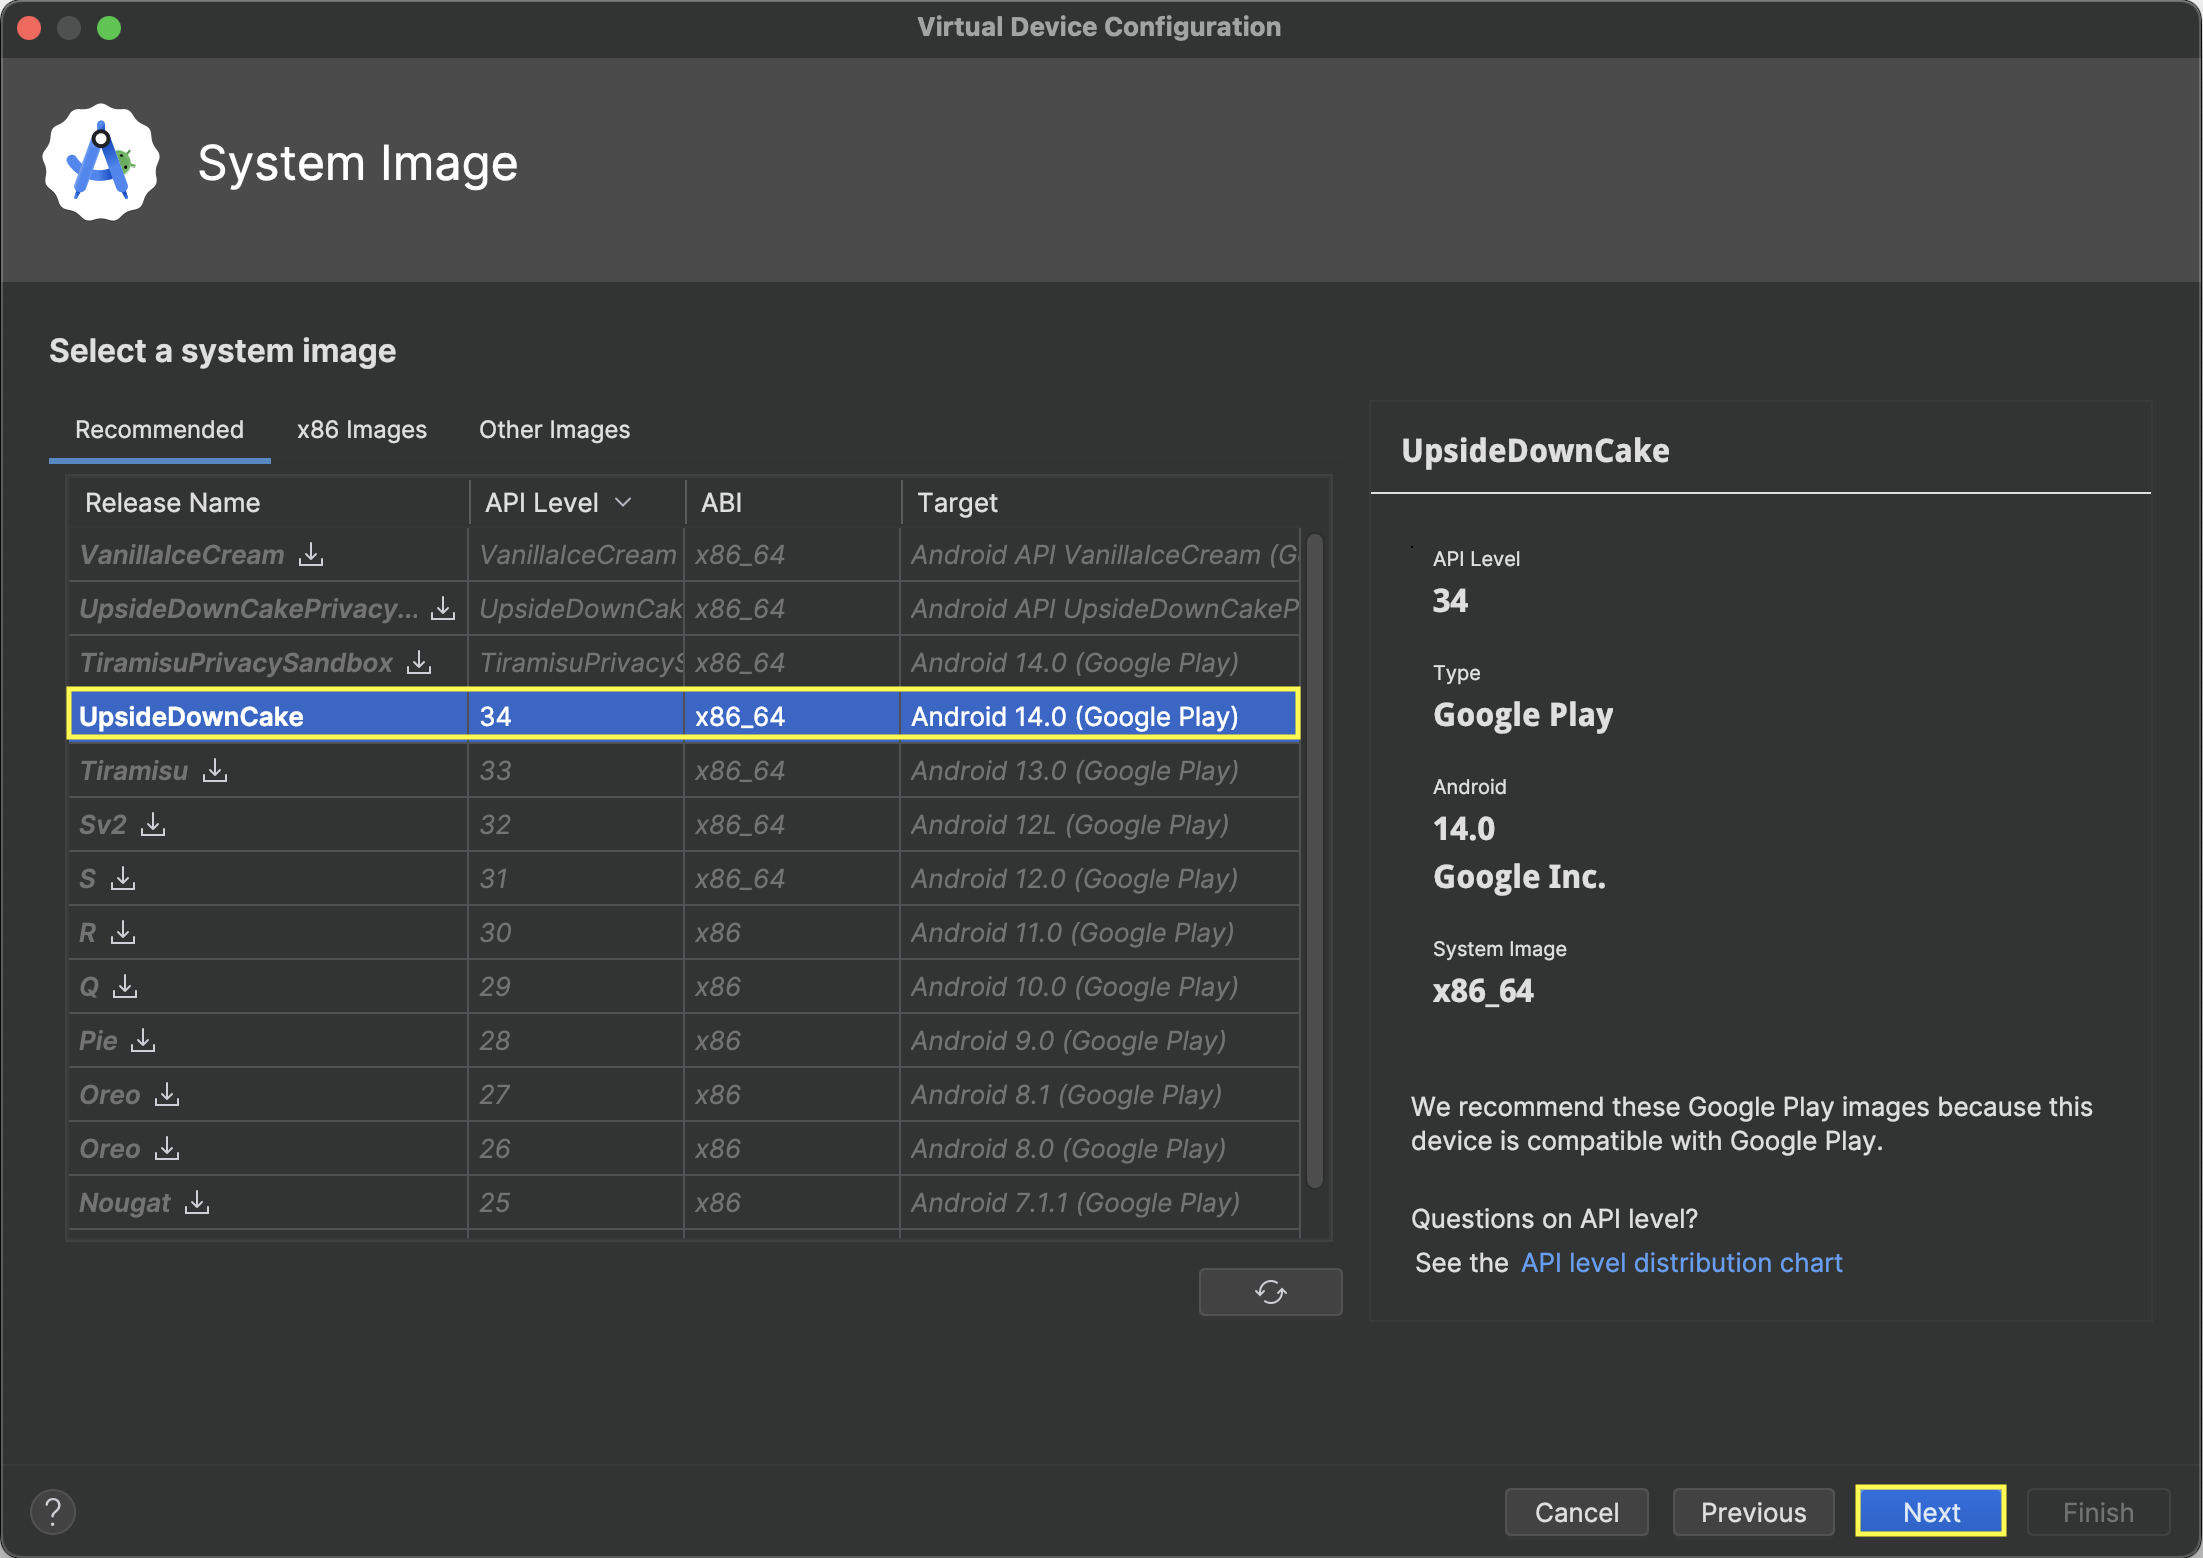 Virtual Device Configuration
System Image
Select a system image
Recommended x86 Images Other Images
Release Name API Level ABI Target
VanillaIceCream VanillaIceCream x86_64 Android API VanillaIceCream (G
UpsideDownCakePrivacy... UpsideDownCak x86_64 Android API UpsideDownCakeP
TiramisuPrivacySandbox TiramisuPrivacyS x86_64 Android 14.0 (Google Play)
UpsideDownCake 34 x86_64 Android 14.0 (Google Play)
Tiramisu 33 x86_64 Android 13.0 (Google Play)
Sv2 32 x86_64 Android 12L (Google Play)
S 31 x86_64 Android 12.0 (Google Play)
R 30 x86 Android 11.0 (Google Play)
Q 29 x86 Android 10.0 (Google Play)
Pie 28 x86 Android 9.0 (Google Play)
Oreo 27 x86 Android 8.1 (Google Play)
Oreo 26 x86 Android 8.0 (Google Play)
Nougat 25 x86 Android 7.1.1 (Google Play)
UpsideDownCake
API Level
34
Type
Google Play
Android
14.0
Google Inc.
System Image
x86_64
We recommend these Google Play images because this
device is compatible with Google Play.
Questions on API level?
See the API level distribution chart
? Cancel Previous Next Finish